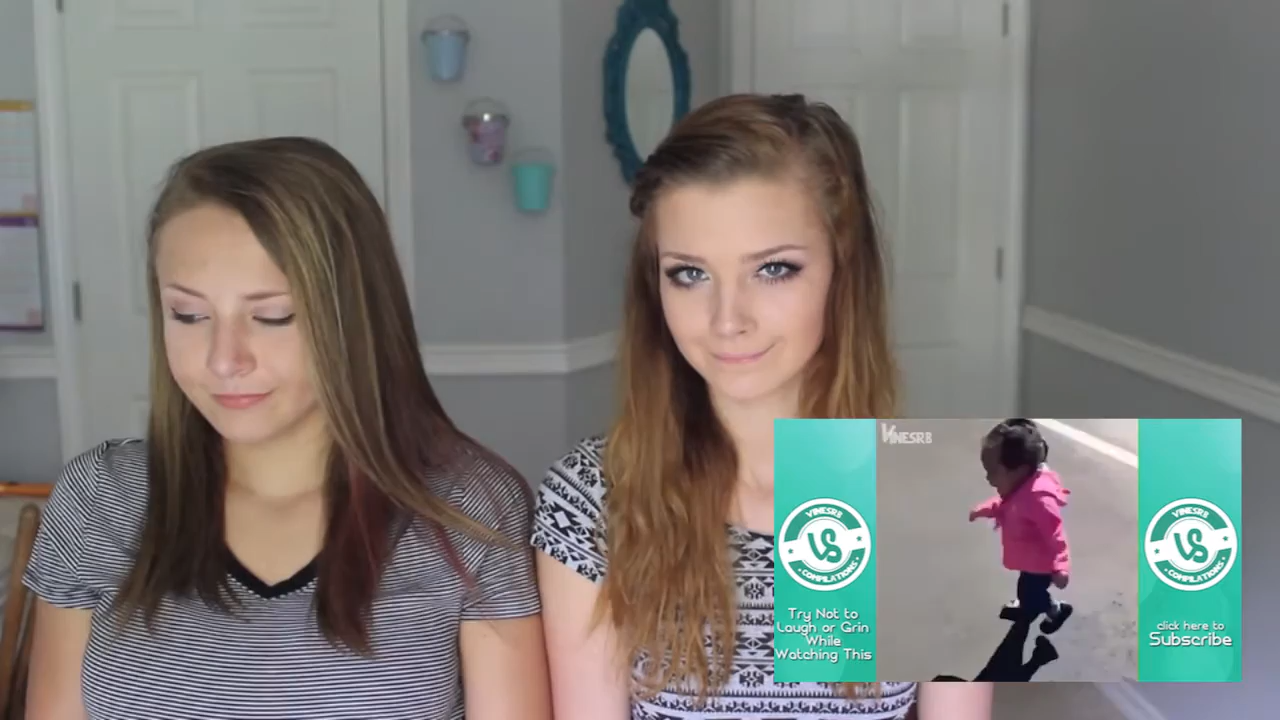 VINESRB
VINESRB
VS
• COMPILATIONS •
Try Not to
Laugh or Grin
While
Watching This
VINESRB
VS
• COMPILATIONS •
click here to
Subscribe